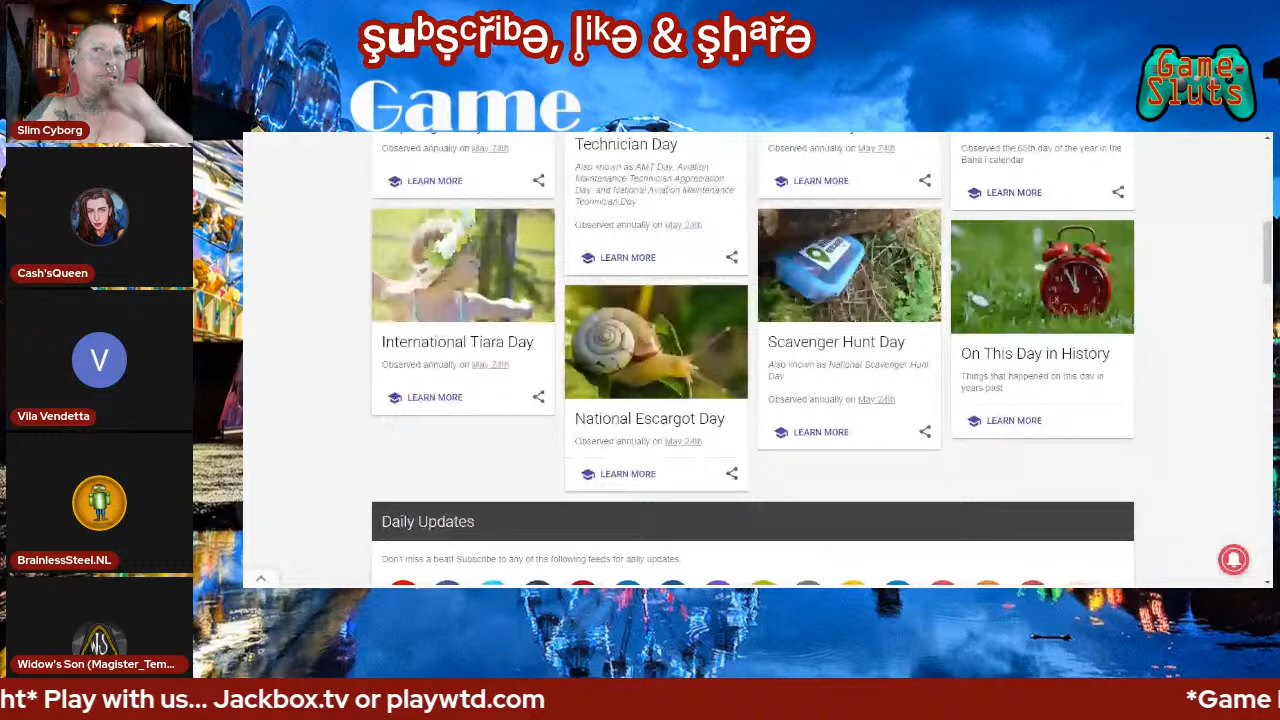 şuᵇṣᶜr̆ⁱᵇə, l̥ⁱᵏə & şḥᵃr̆ə
Game
Game-
Sluts
Slim Cyborg
Cash'sQueen
V
Vila Vendetta
BrainlessSteel.NL
WS
Widow's Son (Magister_Tem...
Observed annually on May 24th
LEARN MORE
International Tiara Day
Observed annually on May 24th
LEARN MORE
Technician Day
Also known as AMT Day, Aviation
Maintenance Technician Appreciation
Day, and National Aviation Maintenance
Technician Day
Observed annually on May 24th
LEARN MORE
National Escargot Day
Observed annually on May 24th
LEARN MORE
Observed annually on May 24th
LEARN MORE
Scavenger Hunt Day
Also known as National Scavenger Hunt
Day
Observed annually on May 24th
LEARN MORE
Observed the 65th day of the year in the
Bahá'í calendar
LEARN MORE
On This Day in History
Things that happened on this day in
years past
LEARN MORE
Daily Updates
Don't miss a beat! Subscribe to any of the following feeds for daily updates.
ht* Play with us... Jackbox.tv or playwtd.com
*Game